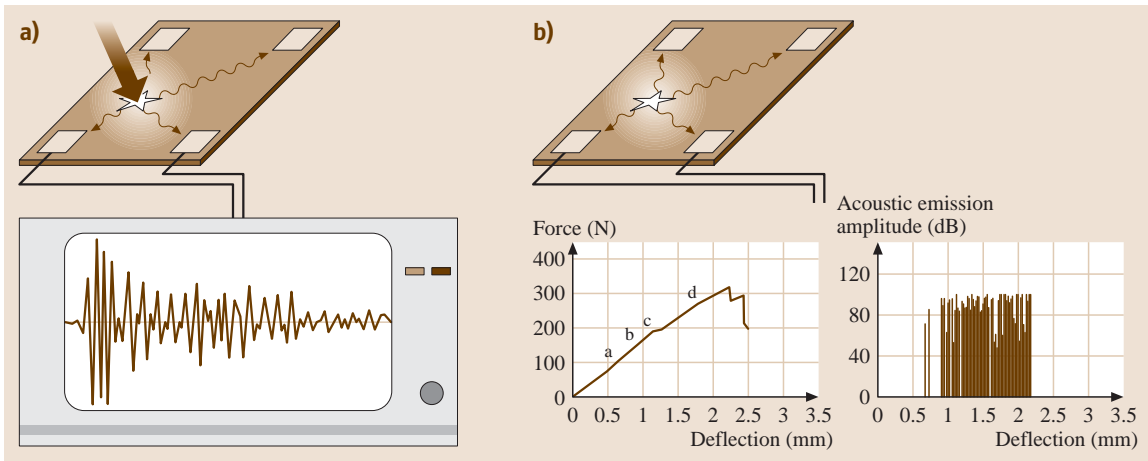 a)
b)
Force (N)
400
300
200
100
0
a
b
c
d
0 0.5 1 1.5 2 2.5 3 3.5
Deflection (mm)
Acoustic emission
amplitude (dB)
120
80
40
0
0 0.5 1 1.5 2 2.5 3 3.5
Deflection (mm)